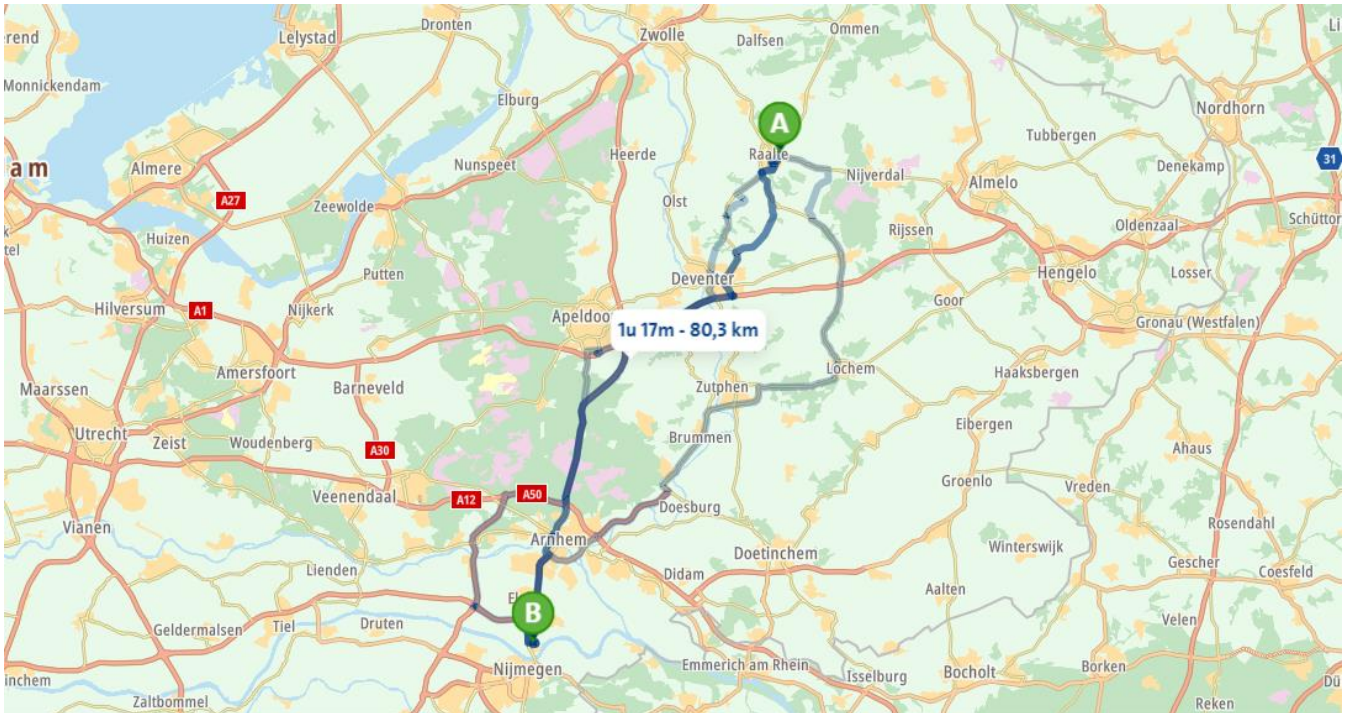 Lelystad
Dronten
Zwolle
Dalfsen
Ommen
Li
erend
Monnickendam
Elburg
Nordhorn
A
Tubbergen
Almere
Nunspeet
Heerde
Raalte
Nijverdal
Almelo
Denekamp
31
am
A27
Zeewolde
Olst
Rijssen
Oldenzaal
Schüttor
k
tel
Huizen
Putten
Deventer
Hengelo
Losser
Hilversum
A1
Nijkerk
Goor
Apeldoo
1u 17m - 80,3 km
Gronau (Westfalen)
Maarssen
Amersfoort
Barneveld
Zutphen
Lochem
Haaksbergen
Utrecht
Zeist
Woudenberg
A30
Brummen
Eibergen
Ahaus
Veenendaal
A12
A50
Doesburg
Groenlo
Vreden
Vianen
Arnhem
Doetinchem
Winterswijk
Rosendahl
Lienden
Didam
Aalten
Gescher
Coesfeld
El
B
Geldermalsen
Tiel
Druten
Velen
Nijmegen
Emmerich am Rhein
Isselburg
Bocholt
Borken
inchem
Zaltbommel
Dü
Reken